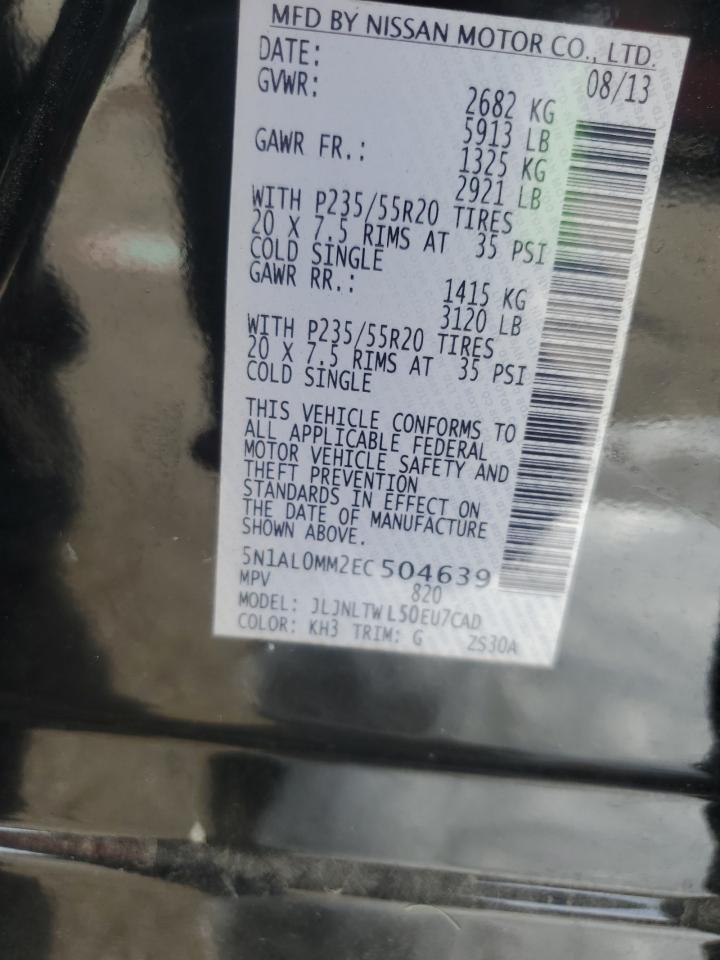 MFD BY NISSAN MOTOR CO., LTD.
DATE: 08/13
GVWR: 2682 KG
5913 LB
GAWR FR.: 1325 KG
2921 LB
WITH P235/55R20 TIRES
20 X 7.5 RIMS AT 35 PSI
COLD SINGLE
GAWR RR.: 1415 KG
3120 LB
WITH P235/55R20 TIRES
20 X 7.5 RIMS AT 35 PSI
COLD SINGLE
THIS VEHICLE CONFORMS TO
ALL APPLICABLE FEDERAL
MOTOR VEHICLE SAFETY AND
THEFT PREVENTION
STANDARDS IN EFFECT ON
THE DATE OF MANUFACTURE
SHOWN ABOVE.
5N1AL0MM2EC504639
MPV 820
MODEL: JLJNLTWL50EU7CAD
COLOR: KH3 TRIM: G ZS30A